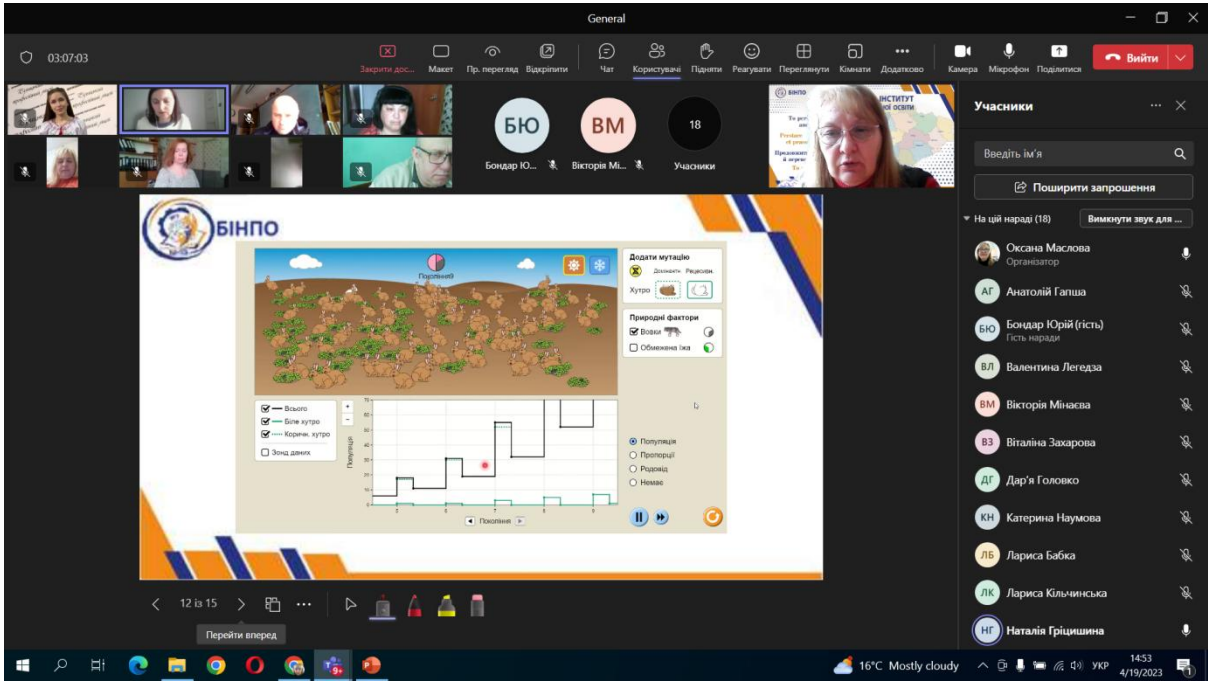 General
03:07:03
Закрити дос...
Макет
Пр. перегляд
Відкріпити
Чат
Користувачі
Підняти
Реагувати
Переглянути
Кімнати
Додатково
Камера
Мікрофон
Поділитися
Вийти
БЮ
Бондар Ю...
ВМ
Вікторія Мі...
18
Учасники
БІНПО
ІНСТИТУТ
Учасники
Введіть ім'я
Поширити запрошення
На цій нараді (18)
Вимкнути звук для ...
Оксана Маслова
Організатор
АГ
Анатолій Гапша
БЮ
Бондар Юрій (гість)
Гість наради
ВЛ
Валентина Легедза
ВМ
Вікторія Мінаєва
ВЗ
Віталіна Захарова
ДГ
Дар'я Головко
КН
Катерина Наумова
ЛБ
Лариса Бабка
ЛК
Лариса Кільчинська
НГ
Наталія Гріцишина
БІНПО
Додати мутацію
Домінантн. Рецесивн.
Хутро
Природні фактори
Вовки
Обмежена їжа
Всього
Біле хутро
Коричн. хутро
Зонд даних
Популяція
Покоління
Популяція
Пропорції
Родовід
Немає
12 із 15
Перейти вперед
16°C Mostly cloudy
УКР
14:53
4/19/2023